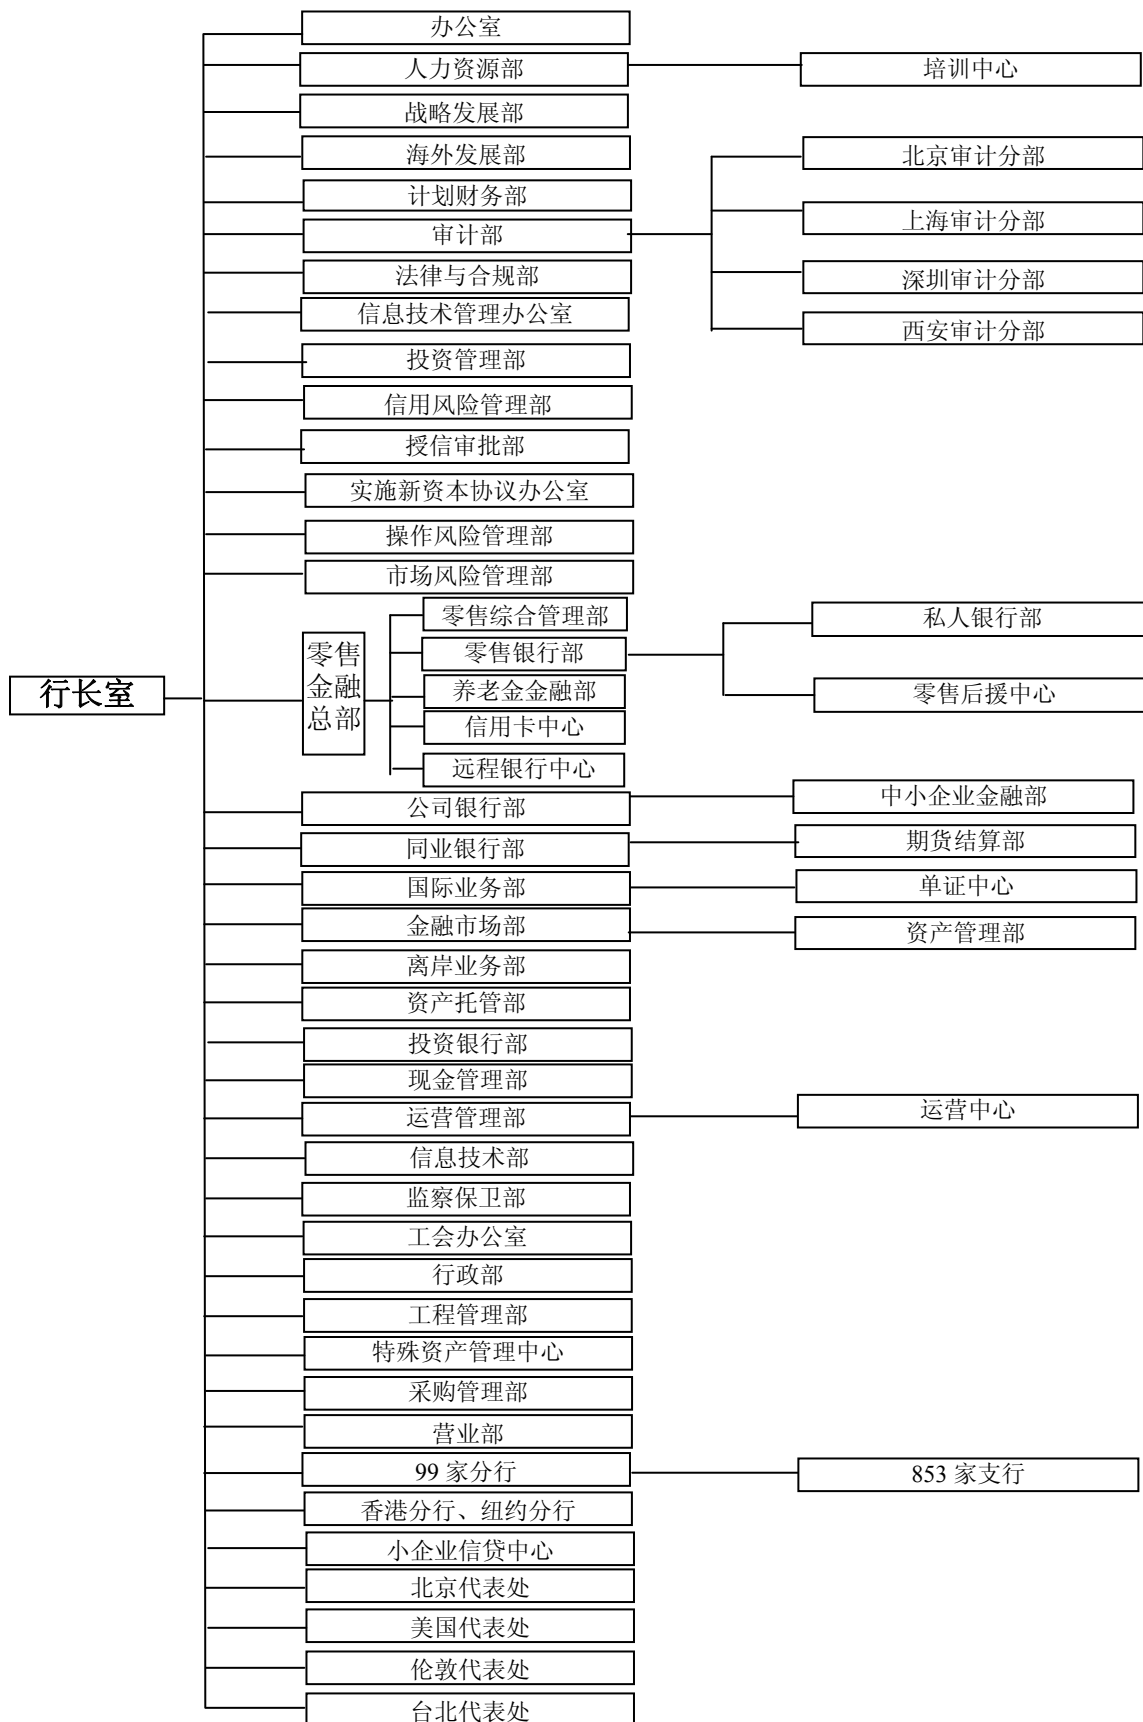 办公室
人力资源部
培训中心
战略发展部
海外发展部
北京审计分部
计划财务部
上海审计分部
审计部
法律与合规部
深圳审计分部
信息技术管理办公室
西安审计分部
投资管理部
信用风险管理部
授信审批部
实施新资本协议办公室
操作风险管理部
市场风险管理部
行长室
零售
金融
总部
零售综合管理部
私人银行部
零售银行部
养老金金融部
零售后援中心
信用卡中心
远程银行中心
公司银行部
中小企业金融部
同业银行部
期货结算部
国际业务部
单证中心
金融市场部
资产管理部
离岸业务部
资产托管部
投资银行部
现金管理部
运营管理部
运营中心
信息技术部
监察保卫部
工会办公室
行政部
工程管理部
特殊资产管理中心
采购管理部
营业部
99 家分行
853 家支行
香港分行、纽约分行
小企业信贷中心
北京代表处
美国代表处
伦敦代表处
台北代表处